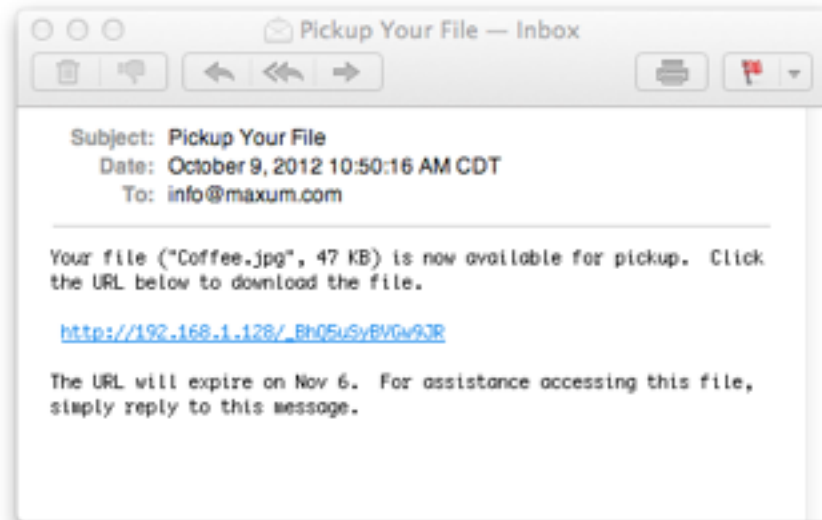 Pickup Your File — Inbox
Subject: Pickup Your File
Date: October 9, 2012 10:50:16 AM CDT
To: info@maxum.com
Your file ("Coffee.jpg", 47 KB) is now available for pickup.  Click
the URL below to download the file.
http://192.168.1.128/_BhQ5uSyBVGw9JR
The URL will expire on Nov 6.  For assistance accessing this file,
simply reply to this message.